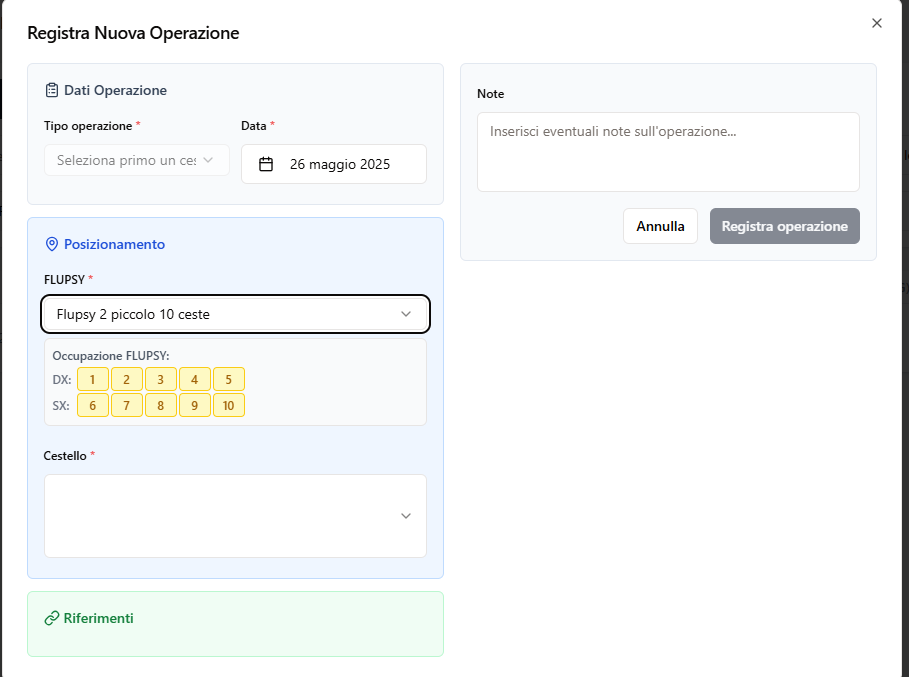 Registra Nuova Operazione
Dati Operazione
Tipo operazione *
Data *
Seleziona primo un ces
26 maggio 2025
Posizionamento
FLUPSY *
Flupsy 2 piccolo 10 ceste
Occupazione FLUPSY:
DX: 1 2 3 4 5
SX: 6 7 8 9 10
Cestello *
Riferimenti
Note
Inserisci eventuali note sull'operazione...
Annulla
Registra operazione